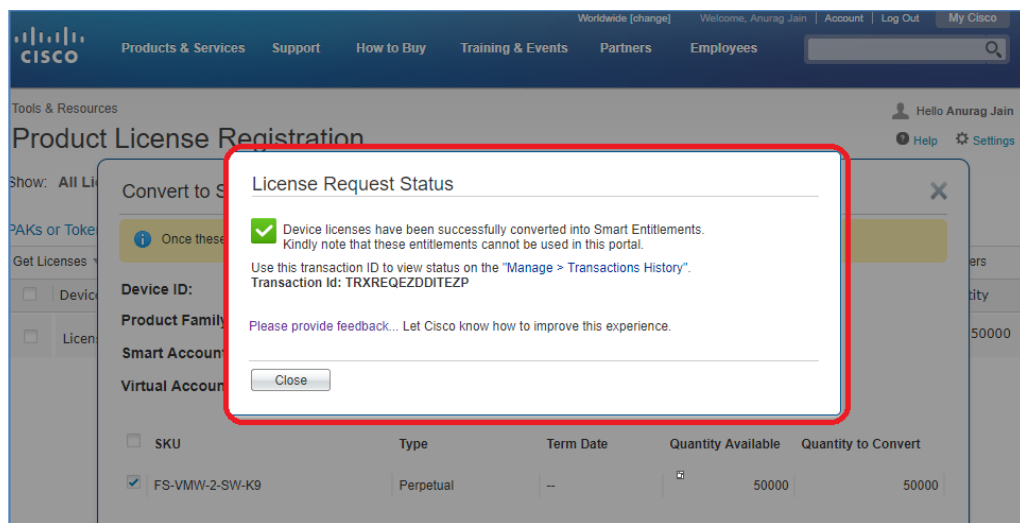 Worldwide [change] Welcome, Anurag Jain | Account | Log Out My Cisco
CISCO
Products & Services Support How to Buy Training & Events Partners Employees
Tools & Resources
Hello Anurag Jain
Product License Registration
Help Settings
Show: All Li
Convert to S
License Request Status
PAKs or Toke
Once these
Device licenses have been successfully converted into Smart Entitlements.
Kindly note that these entitlements cannot be used in this portal.
Get Licenses
ers
Use this transaction ID to view status on the "Manage > Transactions History".
Transaction Id: TRXREQEZDDITEZP
Device
Device ID:
tity
Product Family
Please provide feedback... Let Cisco know how to improve this experience.
Licens
50000
Smart Account
Virtual Accoun
Close
SKU Type Term Date Quantity Available Quantity to Convert
FS-VMW-2-SW-K9 Perpetual -- 50000 50000